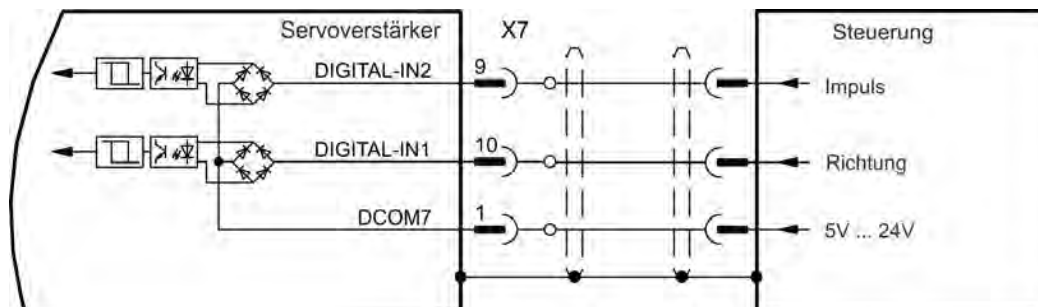 Servoverstärker X7 Steuerung
DIGITAL-IN2 9 Impuls
DIGITAL-IN1 10 Richtung
DCOM7 1 5V ... 24V